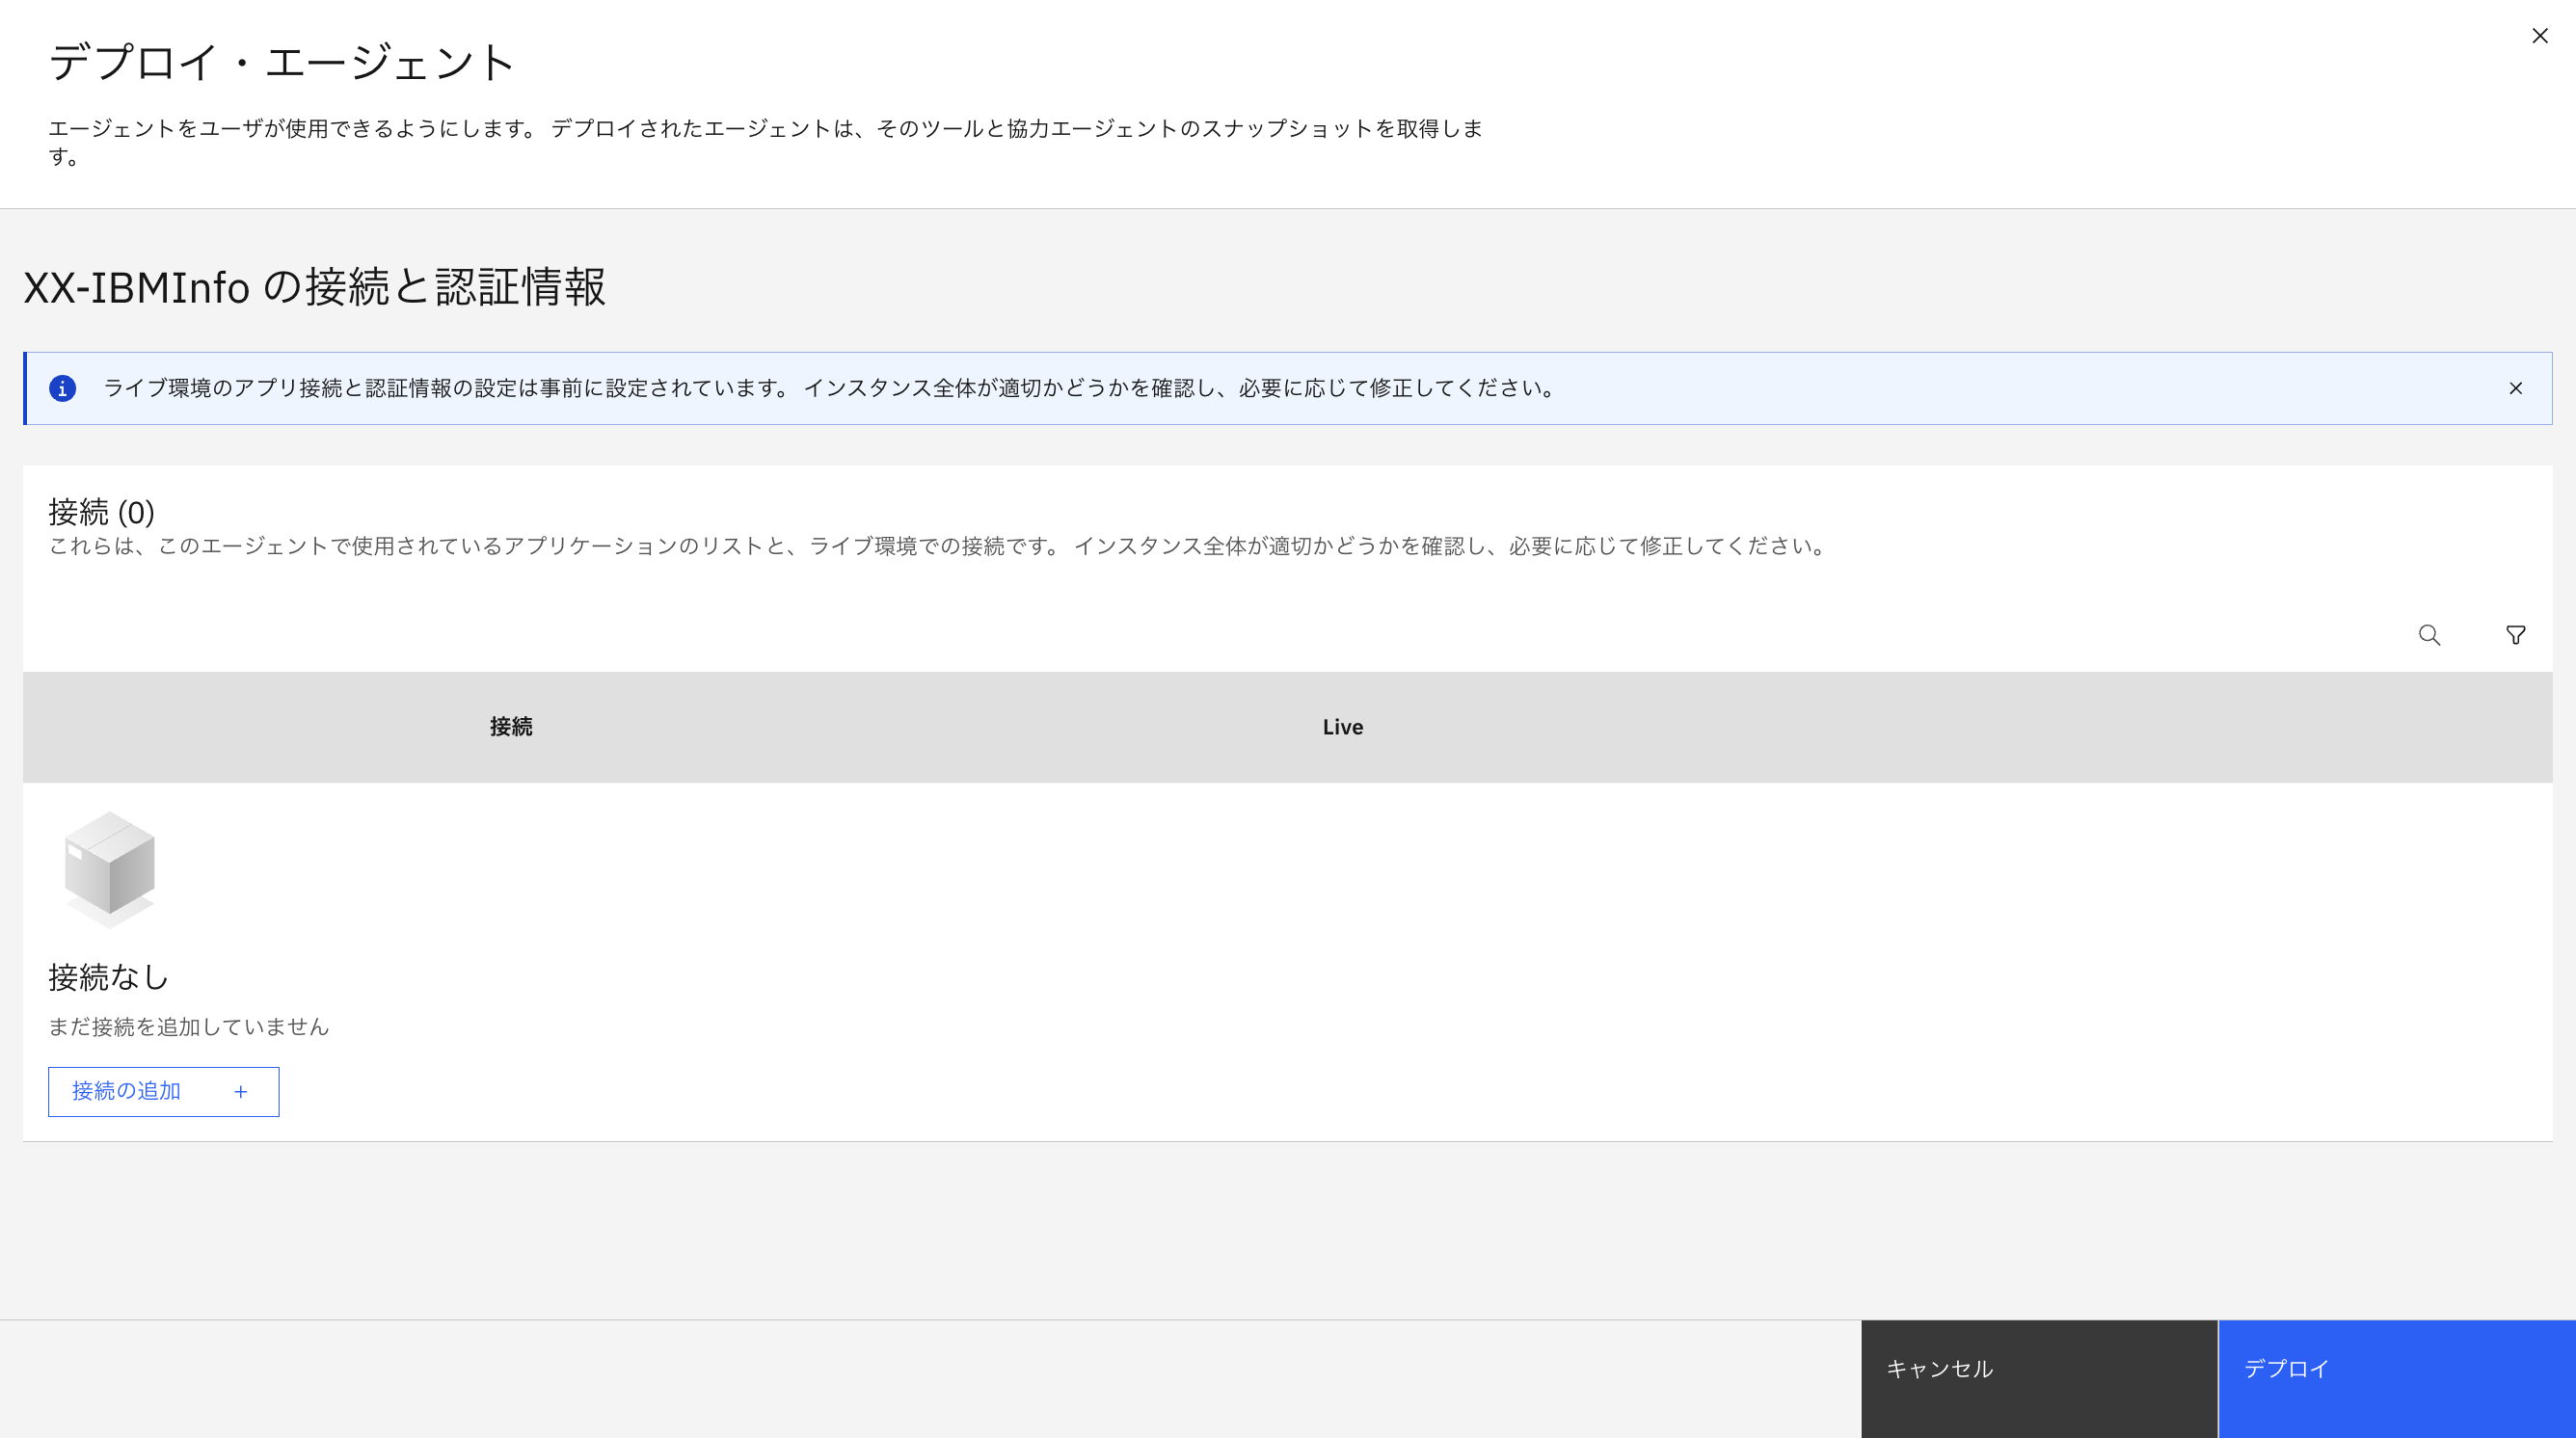 デプロイ・エージェント
エージェントをユーザが使用できるようにします。 デプロイされたエージェントは、そのツールと協力エージェントのスナップショットを取得しま
す。
XX-IBMInfo の接続と認証情報
ライブ環境のアプリ接続と認証情報の設定は事前に設定されています。 インスタンス全体が適切かどうかを確認し、必要に応じて修正してください。
接続 (0)
これらは、このエージェントで使用されているアプリケーションのリストと、ライブ環境での接続です。 インスタンス全体が適切かどうかを確認し、必要に応じて修正してください。
接続 Live
接続なし
まだ接続を追加していません
接続の追加 +
キャンセル デプロイ